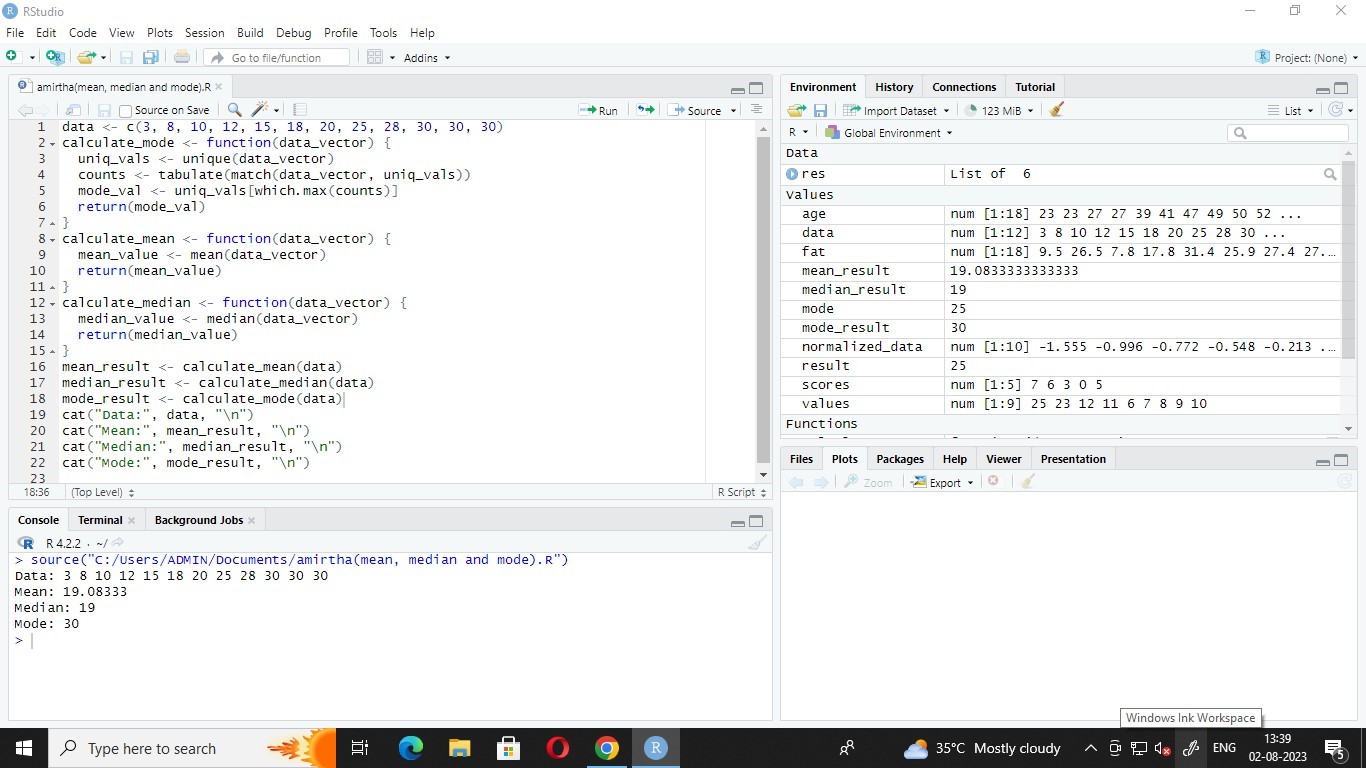 RStudio
File Edit Code View Plots Session Build Debug Profile Tools Help
Go to file/function Addins Project: (None)
amirtha(mean, median and mode).R
Source on Save Run Source
1 data <- c(3, 8, 10, 12, 15, 18, 20, 25, 28, 30, 30, 30)
2 calculate_mode <- function(data_vector) {
3 uniq_vals <- unique(data_vector)
4 counts <- tabulate(match(data_vector, uniq_vals))
5 mode_val <- uniq_vals[which.max(counts)]
6 return(mode_val)
7 }
8 calculate_mean <- function(data_vector) {
9 mean_value <- mean(data_vector)
10 return(mean_value)
11 }
12 calculate_median <- function(data_vector) {
13 median_value <- median(data_vector)
14 return(median_value)
15 }
16 mean_result <- calculate_mean(data)
17 median_result <- calculate_median(data)
18 mode_result <- calculate_mode(data)
19 cat("Data:", data, "\n")
20 cat("Mean:", mean_result, "\n")
21 cat("Median:", median_result, "\n")
22 cat("Mode:", mode_result, "\n")
23
18:36 (Top Level) R Script
Console Terminal Background Jobs
R 4.2.2 · ~/
> source("C:/Users/ADMIN/Documents/amirtha(mean, median and mode).R")
Data: 3 8 10 12 15 18 20 25 28 30 30 30
Mean: 19.08333
Median: 19
Mode: 30
>
Environment History Connections Tutorial
Import Dataset 123 MiB List
R Global Environment
Data
res List of 6
Values
age num [1:18] 23 23 27 27 39 41 47 49 50 52 ...
data num [1:12] 3 8 10 12 15 18 20 25 28 30 ...
fat num [1:18] 9.5 26.5 7.8 17.8 31.4 25.9 27.4 27...
mean_result 19.0833333333333
median_result 19
mode 25
mode_result 30
normalized_data num [1:10] -1.555 -0.996 -0.772 -0.548 -0.213 ...
result 25
scores num [1:5] 7 6 3 0 5
values num [1:9] 25 23 12 11 6 7 8 9 10
Functions
Files Plots Packages Help Viewer Presentation
Zoom Export
Windows Ink Workspace
Type here to search
35°C Mostly cloudy
ENG
13:39
02-08-2023
5